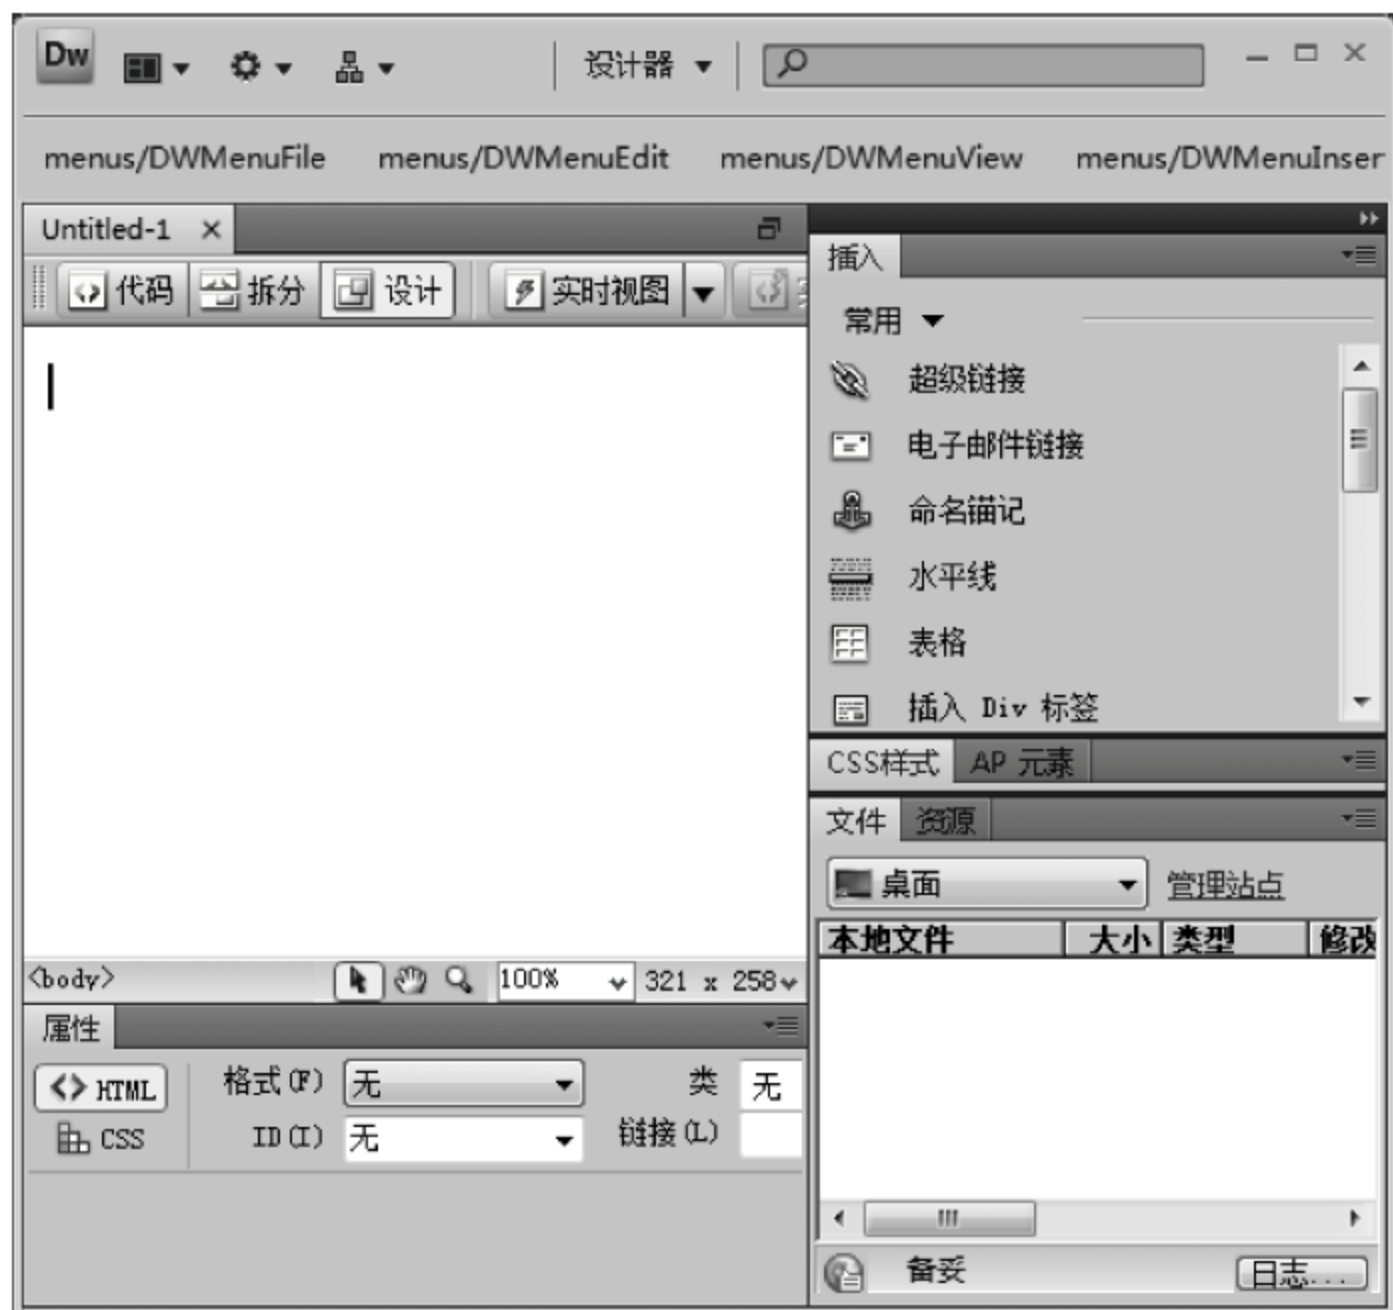 Dw 设计器
menus/DWMenuFile menus/DWMenuEdit menus/DWMenuView menus/DWMenuInser
Untitled-1
代码 拆分 设计 实时视图
<body> 100% 321 x 258
属性
HTML 格式(F) 无 类 无
CSS ID(I) 无 链接(L)
插入
常用
超级链接
电子邮件链接
命名锚记
水平线
表格
插入 Div 标签
CSS样式 AP 元素
文件 资源
桌面 管理站点
本地文件 大小 类型 修改
备妥 日志...